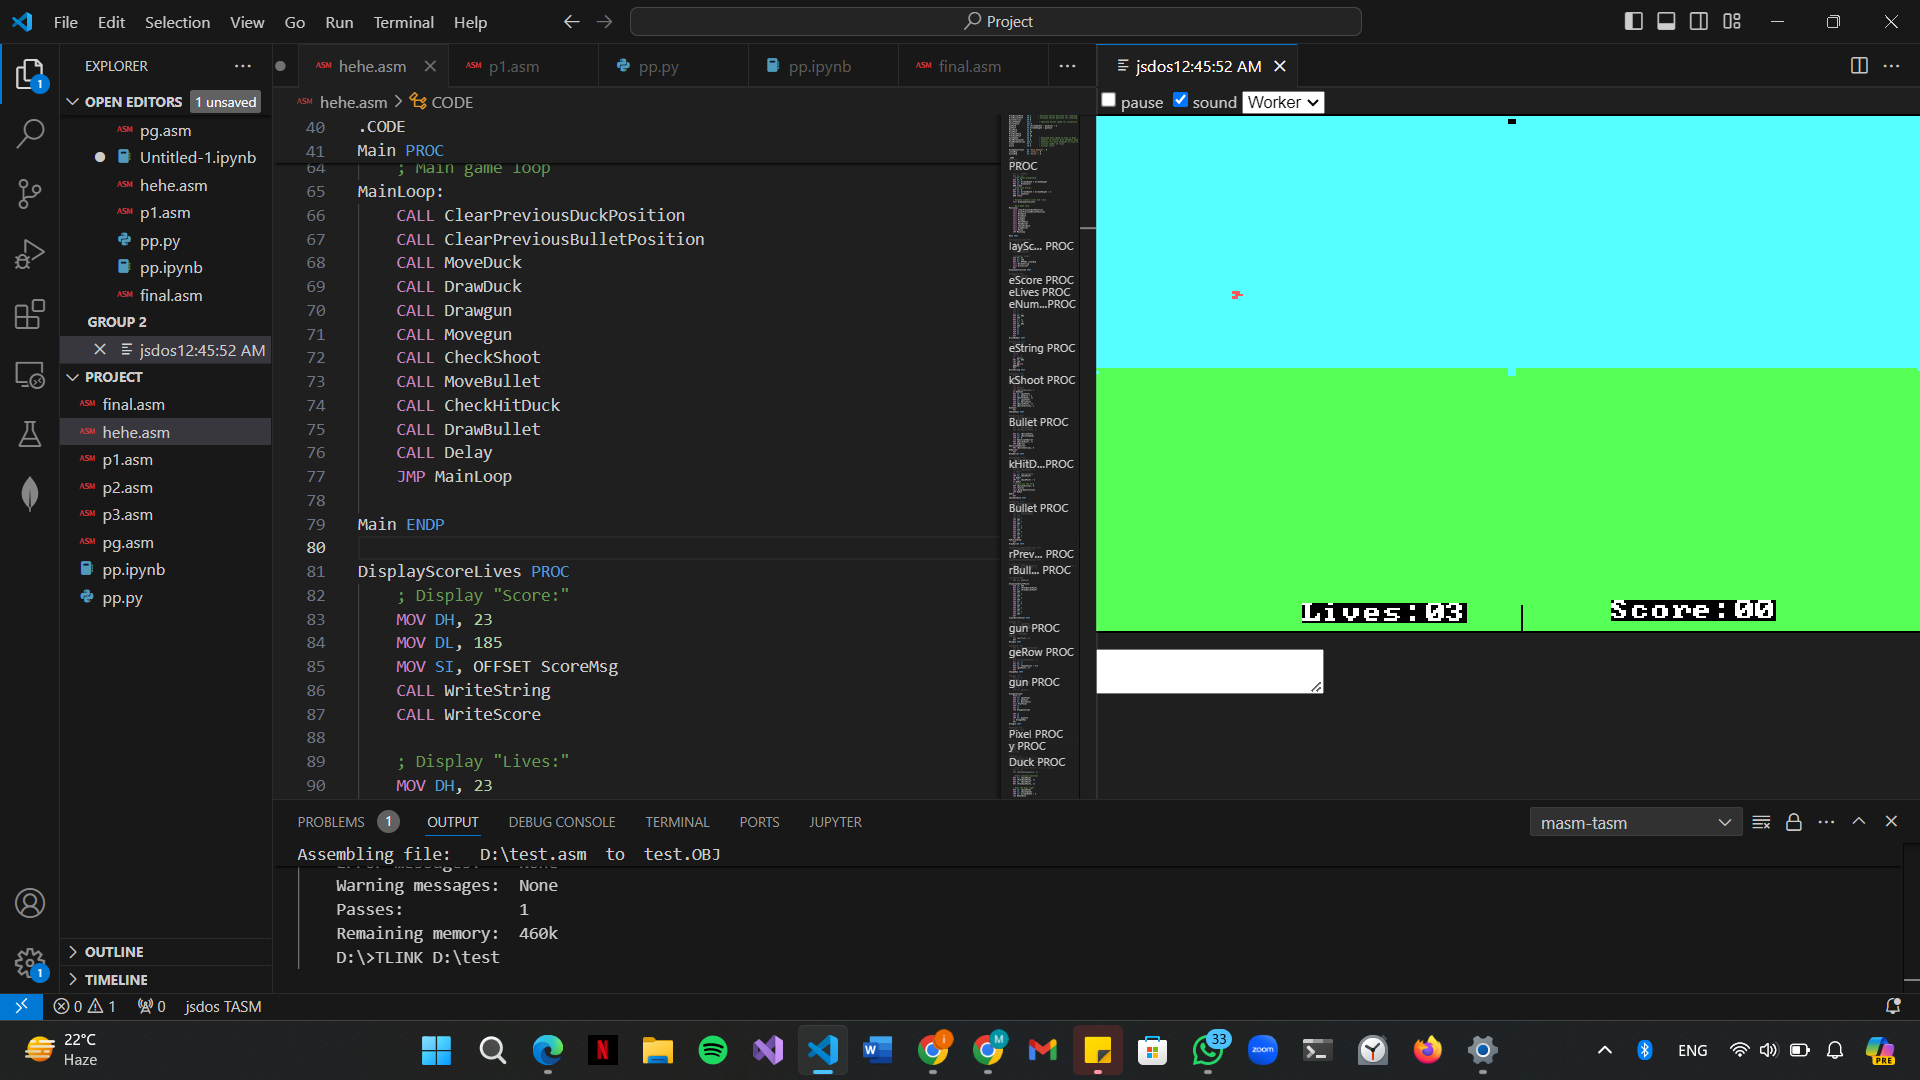 File Edit Selection View Go Run Terminal Help
Project
EXPLORER
OPEN EDITORS 1 unsaved
pg.asm
Untitled-1.ipynb
hehe.asm
p1.asm
pp.py
pp.ipynb
final.asm
GROUP 2
jsdos12:45:52 AM
PROJECT
final.asm
hehe.asm
p1.asm
p2.asm
p3.asm
pg.asm
pp.ipynb
pp.py
OUTLINE
TIMELINE
hehe.asm p1.asm pp.py pp.ipynb final.asm
hehe.asm > CODE
40 .CODE
41 Main PROC
64 ; Main game loop
65 MainLoop:
66 CALL ClearPreviousDuckPosition
67 CALL ClearPreviousBulletPosition
68 CALL MoveDuck
69 CALL DrawDuck
70 CALL Drawgun
71 CALL Movegun
72 CALL CheckShoot
73 CALL MoveBullet
74 CALL CheckHitDuck
75 CALL DrawBullet
76 CALL Delay
77 JMP MainLoop
78
79 Main ENDP
80
81 DisplayScoreLives PROC
82 ; Display "Score:"
83 MOV DH, 23
84 MOV DL, 185
85 MOV SI, OFFSET ScoreMsg
86 CALL WriteString
87 CALL WriteScore
88
89 ; Display "Lives:"
90 MOV DH, 23
PROC
laySc... PROC
eScore PROC
eLives PROC
eNum...PROC
eString PROC
kShoot PROC
Bullet PROC
kHitD...PROC
Bullet PROC
rPrev... PROC
rBull... PROC
gun PROC
geRow PROC
gun PROC
Pixel PROC
y PROC
Duck PROC
jsdos12:45:52 AM
pause sound Worker
Lives:03 Score:00
PROBLEMS 1 OUTPUT DEBUG CONSOLE TERMINAL PORTS JUPYTER
masm-tasm
Assembling file: D:\test.asm to test.OBJ
Warning messages: None
Passes: 1
Remaining memory: 460k
D:\>TLINK D:\test
0 1 0 jsdos TASM
22°C
Haze
33
zoom
ENG
PRE